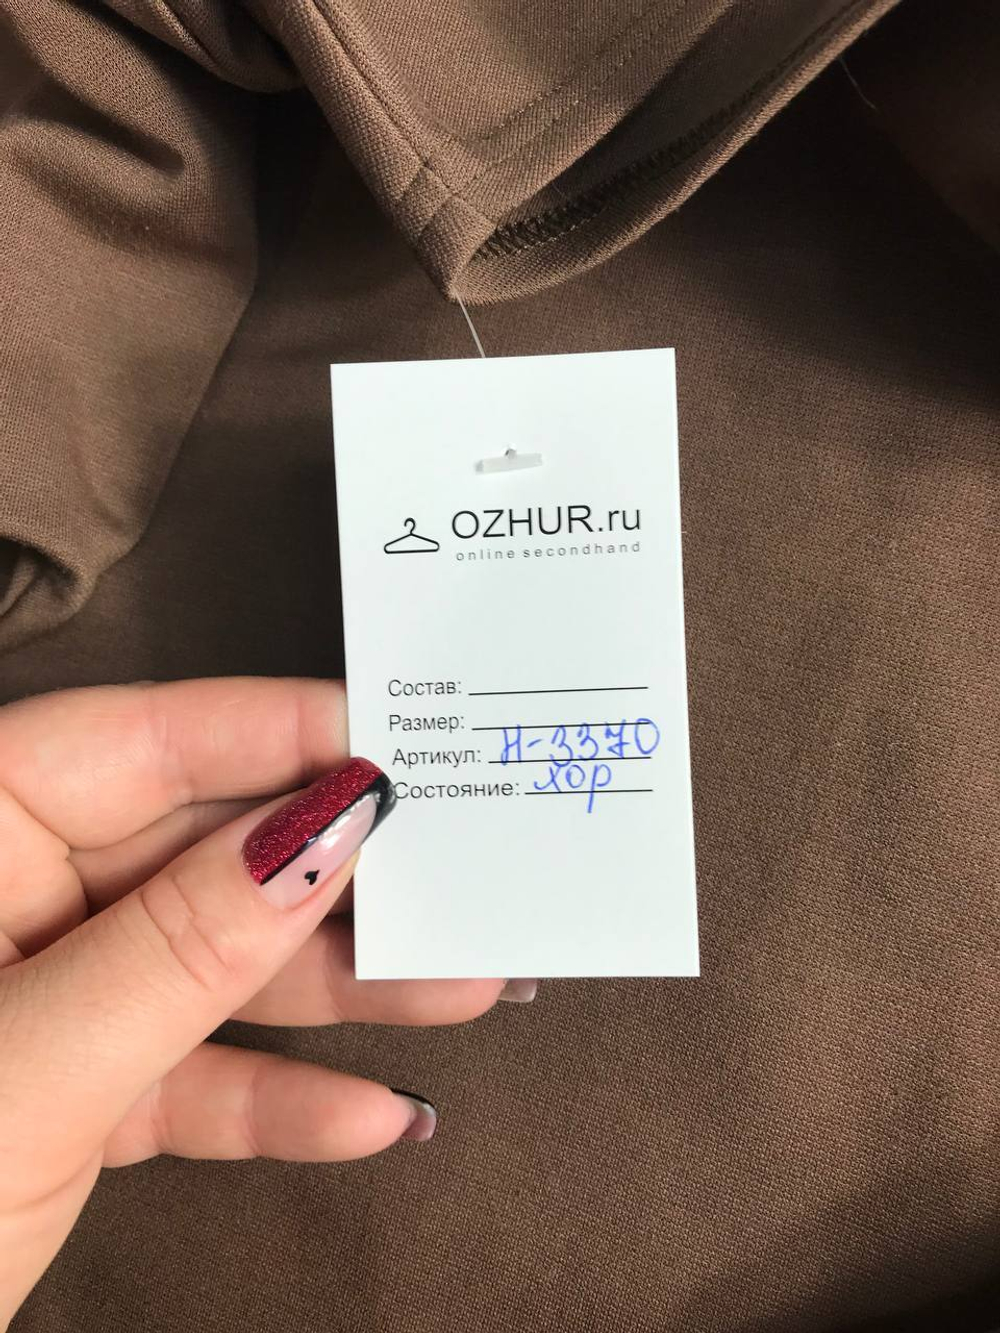 OZHUR.ru
online secondhand
Состав:
Размер:
Артикул: Н-3370
Состояние: хор